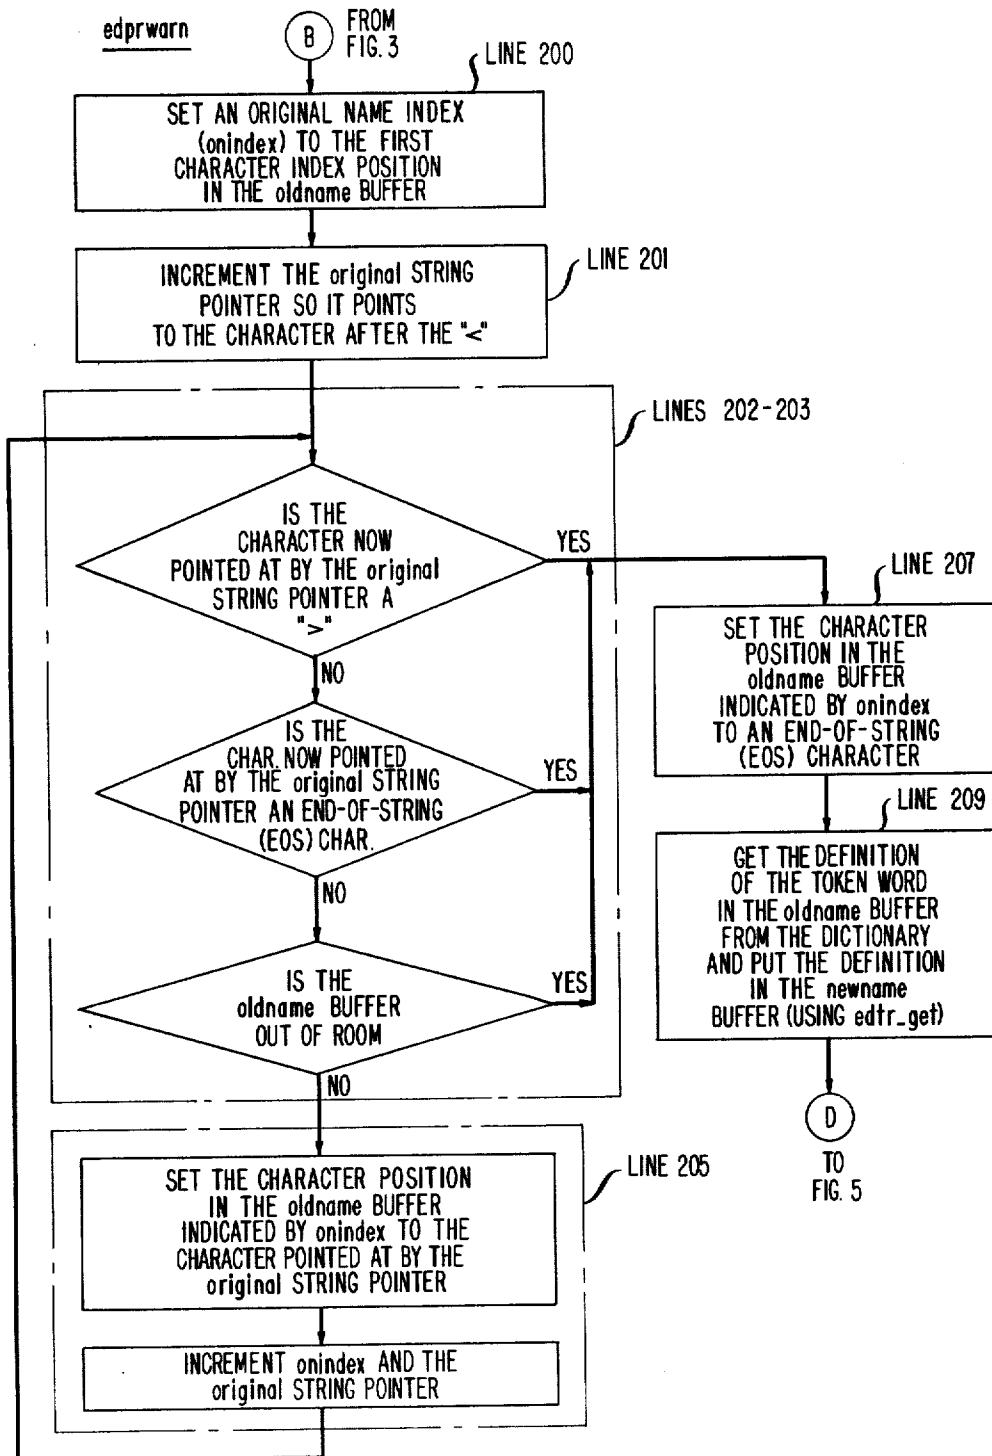 edprwarn
B
FROM
FIG. 3
LINE 200
SET AN ORIGINAL NAME INDEX
(onindex) TO THE FIRST
CHARACTER INDEX POSITION
IN THE oldname BUFFER
LINE 201
INCREMENT THE original STRING
POINTER SO IT POINTS
TO THE CHARACTER AFTER THE "<"
LINES 202-203
IS THE
CHARACTER NOW
POINTED AT BY THE original
STRING POINTER A
">"
YES
NO
IS THE
CHAR. NOW POINTED
AT BY THE original STRING
POINTER AN END-OF-STRING
(EOS) CHAR.
YES
NO
IS THE
oldname BUFFER
OUT OF ROOM
YES
NO
LINE 205
SET THE CHARACTER POSITION
IN THE oldname BUFFER
INDICATED BY onindex TO THE
CHARACTER POINTED AT BY THE
original STRING POINTER
INCREMENT onindex AND THE
original STRING POINTER
LINE 207
SET THE CHARACTER
POSITION IN THE
oldname BUFFER
INDICATED BY onindex
TO AN END-OF-STRING
(EOS) CHARACTER
LINE 209
GET THE DEFINITION
OF THE TOKEN WORD
IN THE oldname BUFFER
FROM THE DICTIONARY
AND PUT THE DEFINITION
IN THE newname
BUFFER (USING edtr_get)
D
TO
FIG. 5